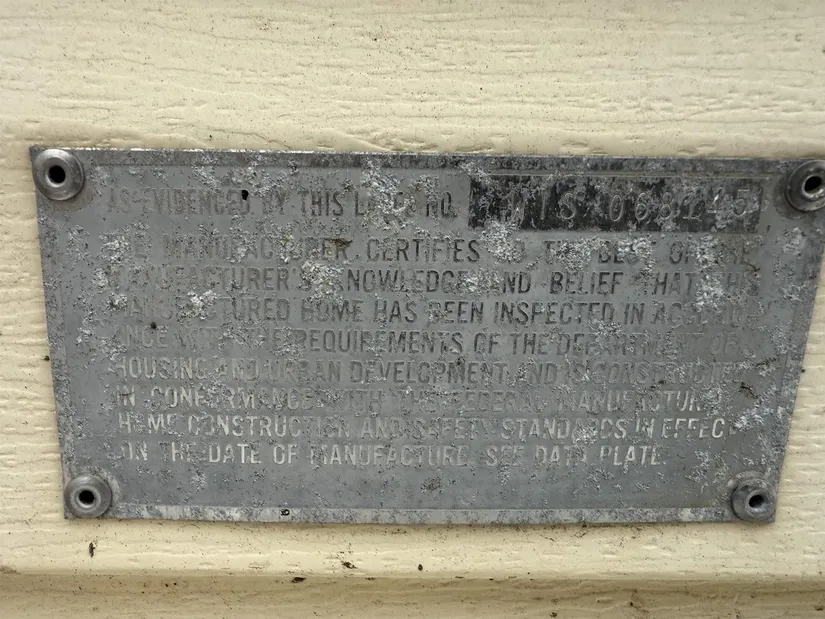 AS EVIDENCED BY THIS LABEL NO.
THE MANUFACTURER CERTIFIES TO THE BEST OF THE
MANUFACTURER'S KNOWLEDGE AND BELIEF THAT THIS
MANUFACTURED HOME HAS BEEN INSPECTED IN ACCORD-
ANCE WITH THE REQUIREMENTS OF THE DEPARTMENT OF
HOUSING AND URBAN DEVELOPMENT AND IS CONSTRUCTED
IN CONFORMANCE WITH THE FEDERAL MANUFACTURED
HOME CONSTRUCTION AND SAFETY STANDARDS IN EFFECT
ON THE DATE OF MANUFACTURE. SEE DATA PLATE.